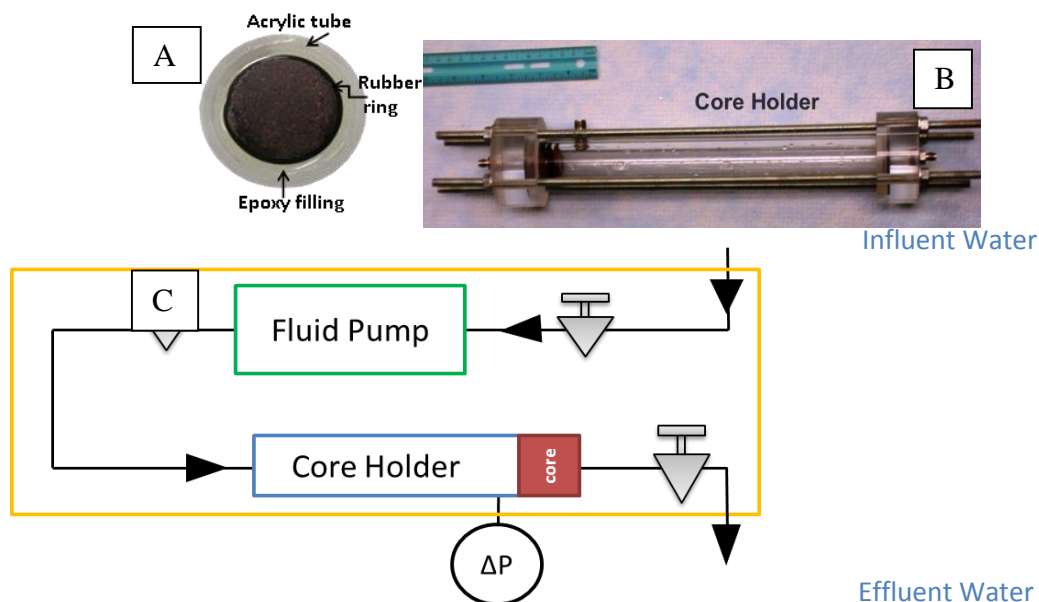 Acrylic tube
A
Rubber
ring
Epoxy filling
B
Core Holder
Influent Water
C
Fluid Pump
Core Holder
core
ΔP
Effluent Water